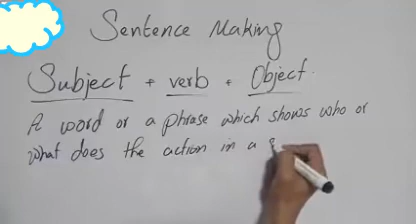 Sentence Making
Subject + verb + Object.
A word or a phrase which shows who or
what does the action in a